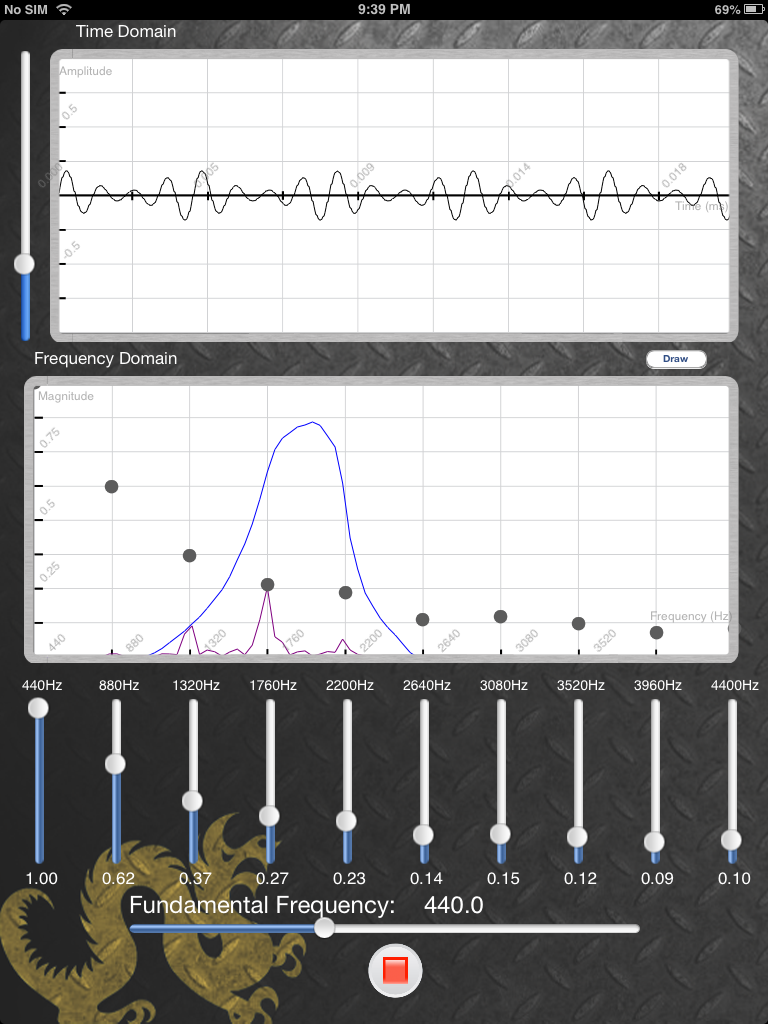 No SIM 9:39 PM 69%
Time Domain
Amplitude
0.5
0.005 0.009 0.014 0.018
Time (ms)
-0.5
Frequency Domain Draw
Magnitude
0.75
0.5
0.25
Frequency (Hz)
440 880 1320 1760 2200 2640 3080 3520
440Hz 880Hz 1320Hz 1760Hz 2200Hz 2640Hz 3080Hz 3520Hz 3960Hz 4400Hz
1.00 0.62 0.37 0.27 0.23 0.14 0.15 0.12 0.09 0.10
Fundamental Frequency: 440.0